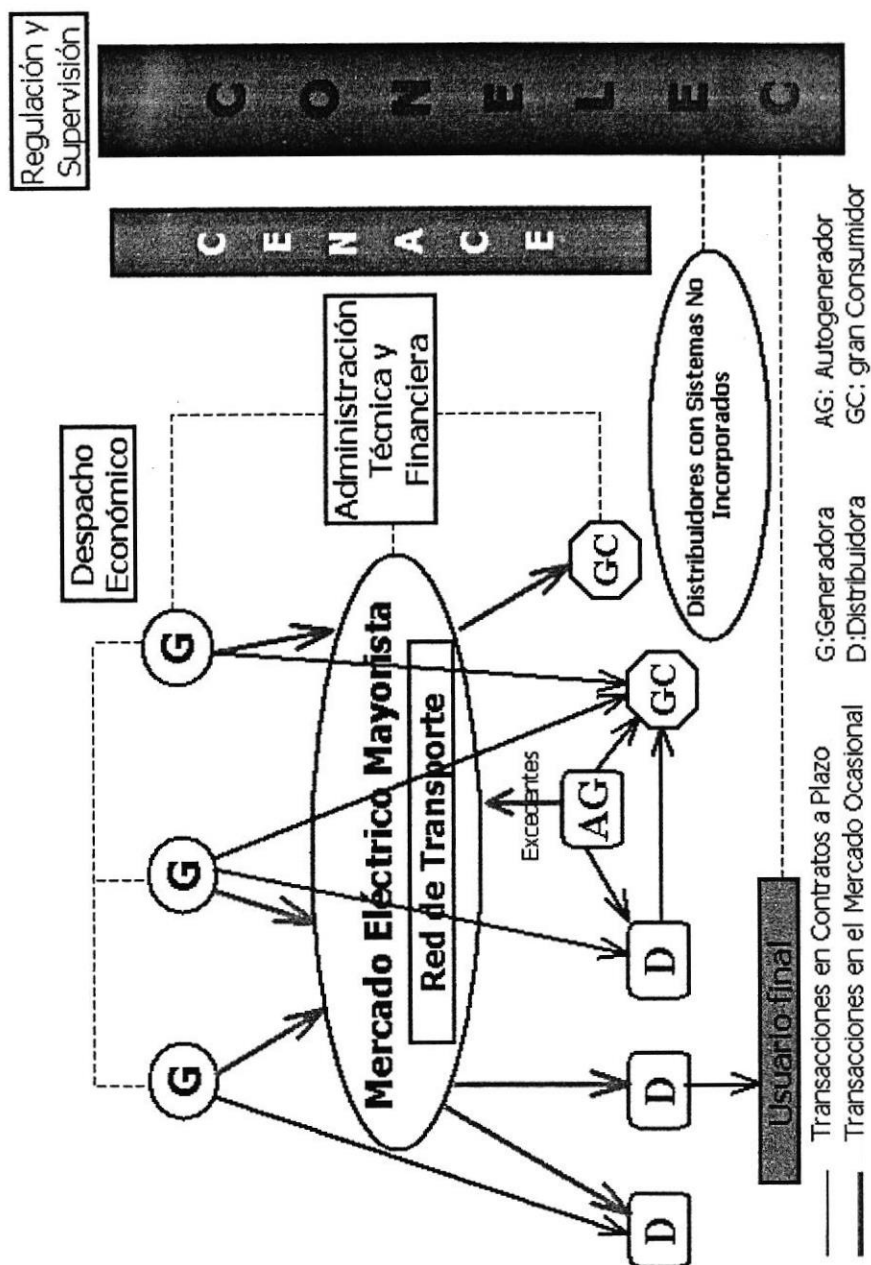 Regulación y
Supervisión
CONELEC
CENACE
Despacho
Económico
Administración
Técnica y
Financiera
G
G
G
Mercado Eléctrico Mayorista
Red de Transporte
Excedentes
AG
GC
GC
D
D
D
Distribuidores con Sistemas No
Incorporados
Usuario final
Transacciones en Contratos a Plazo
Transacciones en el Mercado Ocasional
G:Generadora
D:Distribuidora
AG: Autogenerador
GC: gran Consumidor